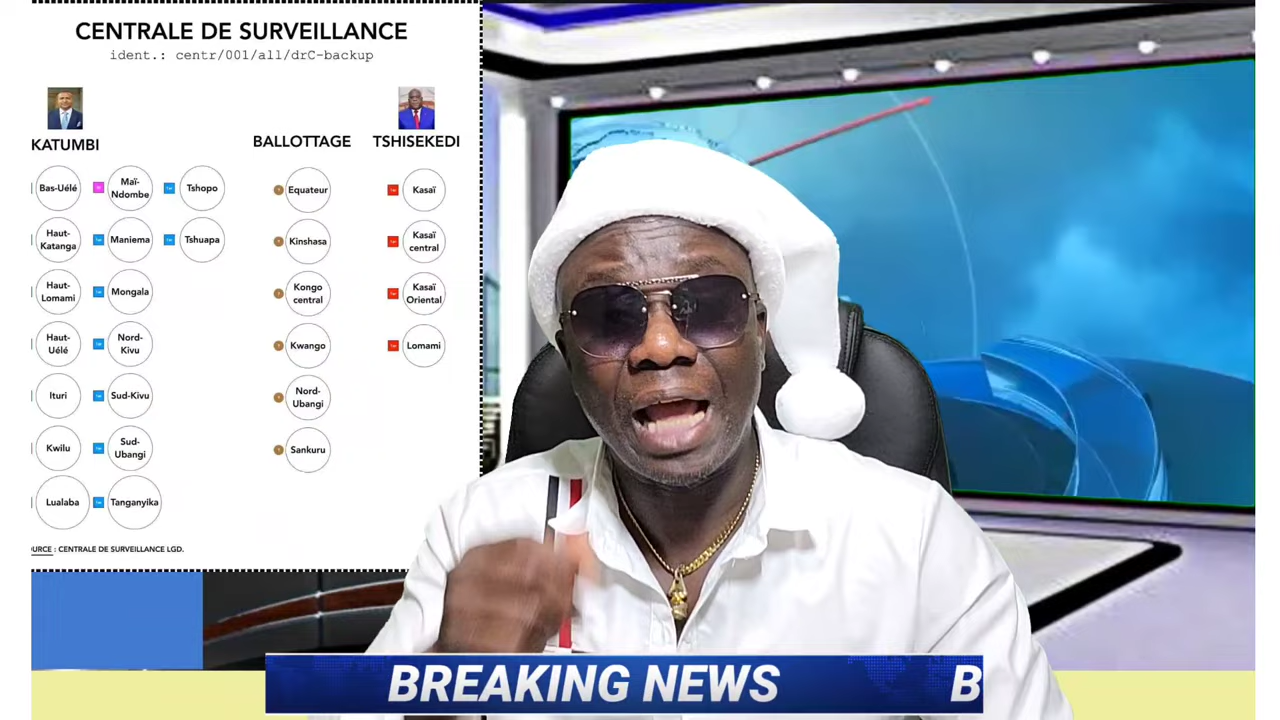 CENTRALE DE SURVEILLANCE
ident.: centr/001/all/drC-backup
KATUMBI
BALLOTTAGE
TSHISEKEDI
Bas-Uélé
Maï-
Ndombe
Tshopo
Equateur
Kasaï
Haut-
Katanga
Maniema
Tshuapa
Kinshasa
Kasaï
central
Haut-
Lomami
Mongala
Kongo
central
Kasaï
Oriental
Haut-
Uélé
Nord-
Kivu
Kwango
Lomami
Ituri
Sud-Kivu
Nord-
Ubangi
Kwilu
Sud-
Ubangi
Sankuru
Lualaba
Tanganyika
URCE : CENTRALE DE SURVEILLANCE LGD.
BREAKING NEWS B